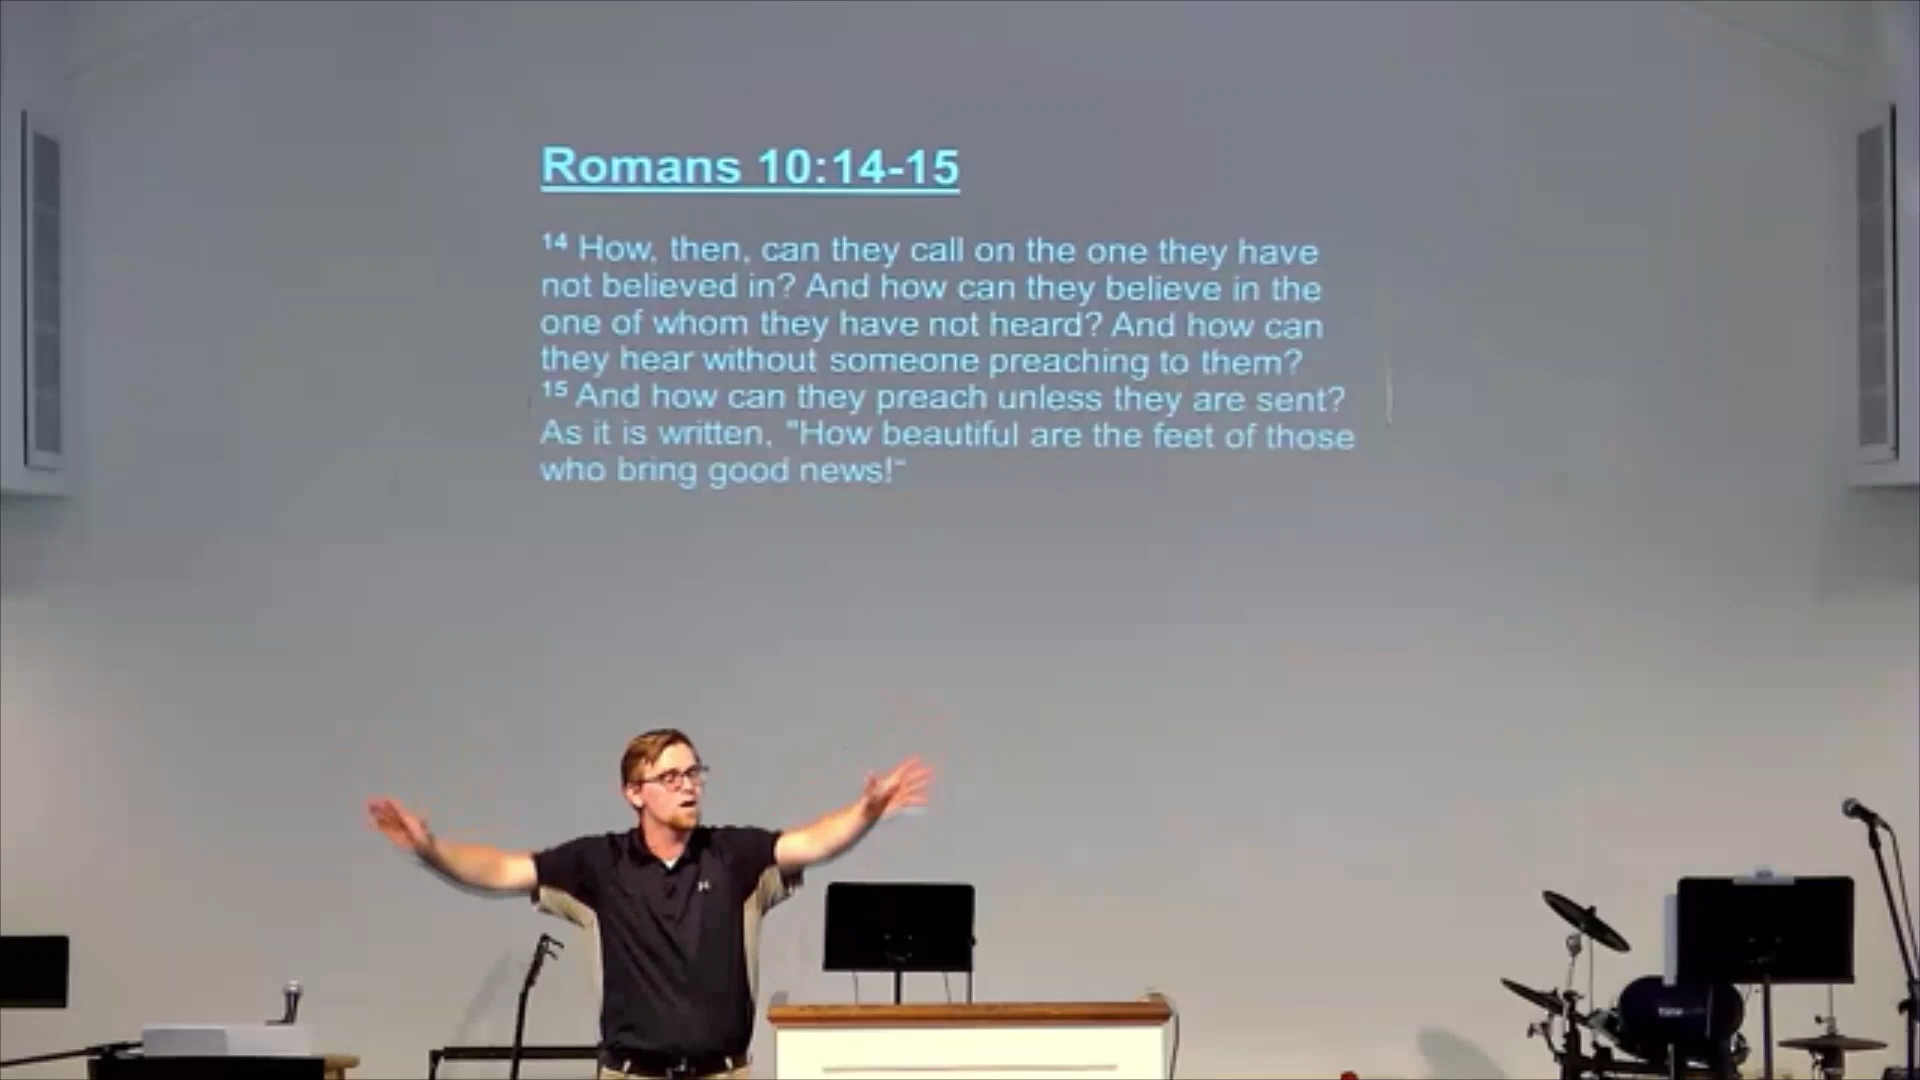 Romans 10:14-15
14 How, then, can they call on the one they have
not believed in? And how can they believe in the
one of whom they have not heard? And how can
they hear without someone preaching to them?
15 And how can they preach unless they are sent?
As it is written, "How beautiful are the feet of those
who bring good news!"